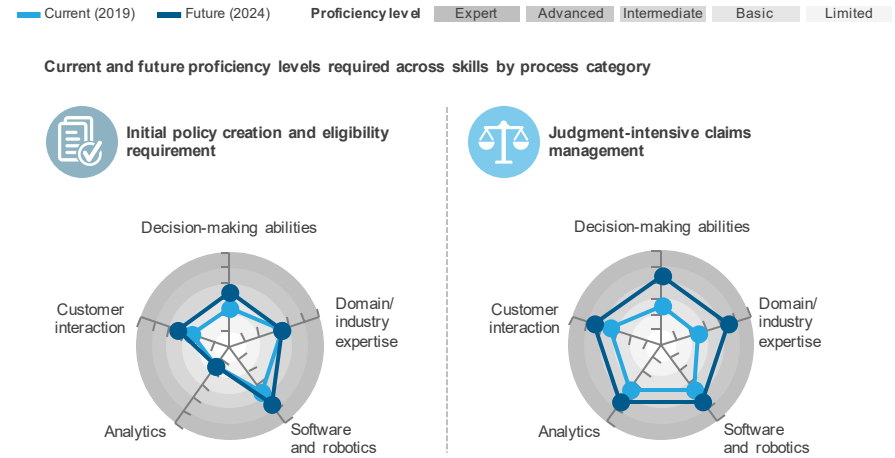 Current (2019) Future (2024) Proficiency level Expert Advanced Intermediate Basic Limited
Current and future proficiency levels required across skills by process category
Initial policy creation and eligibility
requirement
Decision-making abilities
Customer
interaction
Domain/
industry
expertise
Analytics
Software
and robotics
Judgment-intensive claims
management
Decision-making abilities
Customer
interaction
Domain/
industry
expertise
Analytics
Software
and robotics